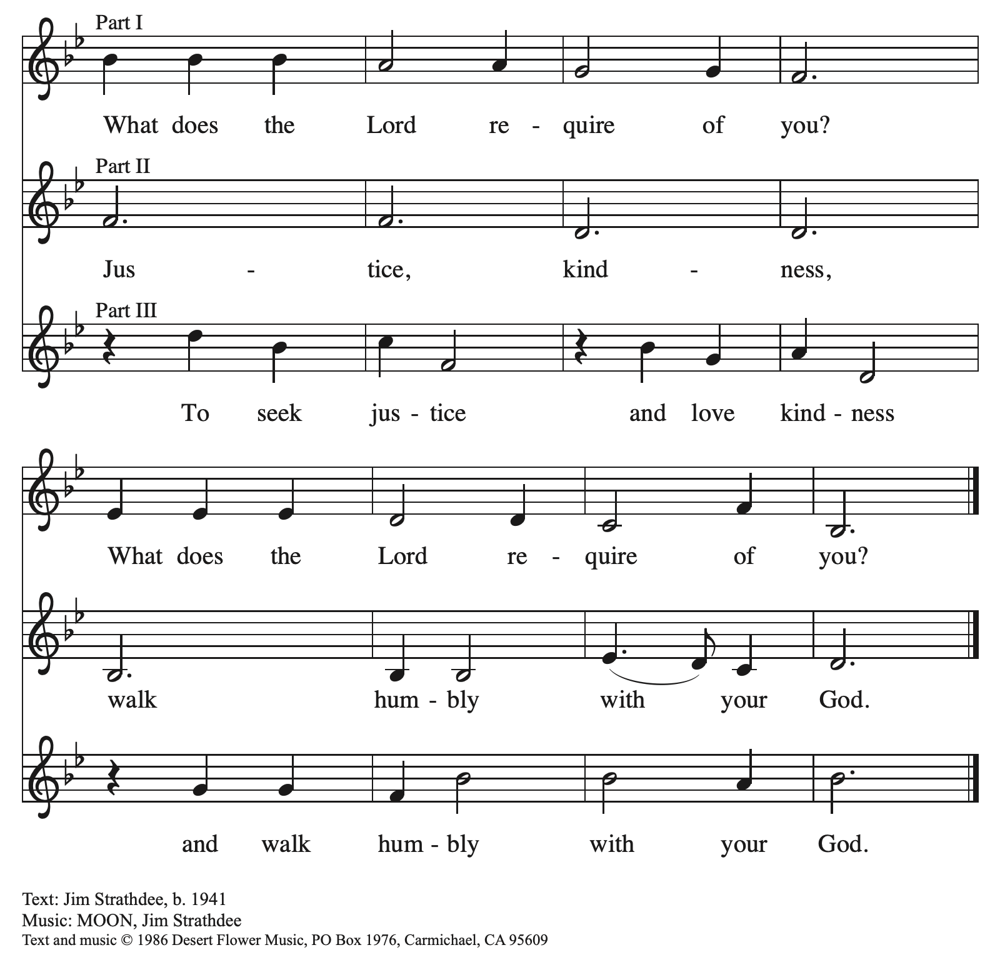 Part I
What does the Lord re - quire of you?
Part II
Jus - tice, kind - ness,
Part III
To seek jus - tice and love kind - ness
What does the Lord re - quire of you?
walk hum - bly with your God.
and walk hum - bly with your God.
Text: Jim Strathdee, b. 1941
Music: MOON, Jim Strathdee
Text and music © 1986 Desert Flower Music, PO Box 1976, Carmichael, CA 95609